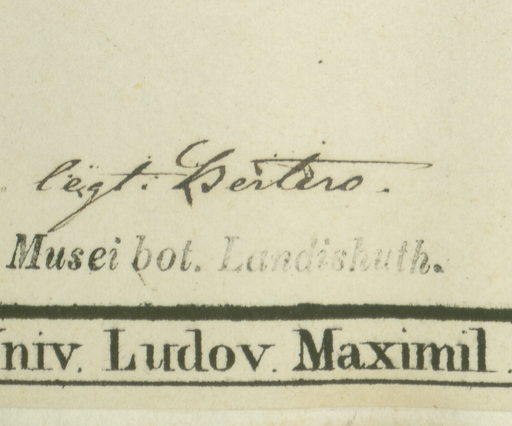 legt. Bertero.
Musei bot. Landishuth.
Univ. Ludov. Maximil.